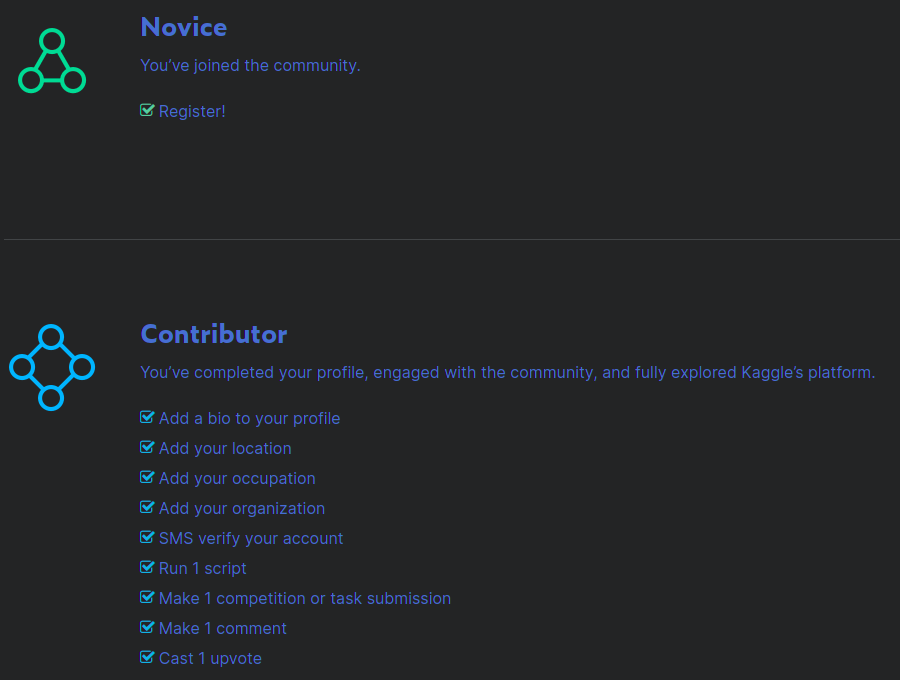 Novice
You've joined the community.
Register!
Contributor
You've completed your profile, engaged with the community, and fully explored Kaggle's platform.
Add a bio to your profile
Add your location
Add your occupation
Add your organization
SMS verify your account
Run 1 script
Make 1 competition or task submission
Make 1 comment
Cast 1 upvote